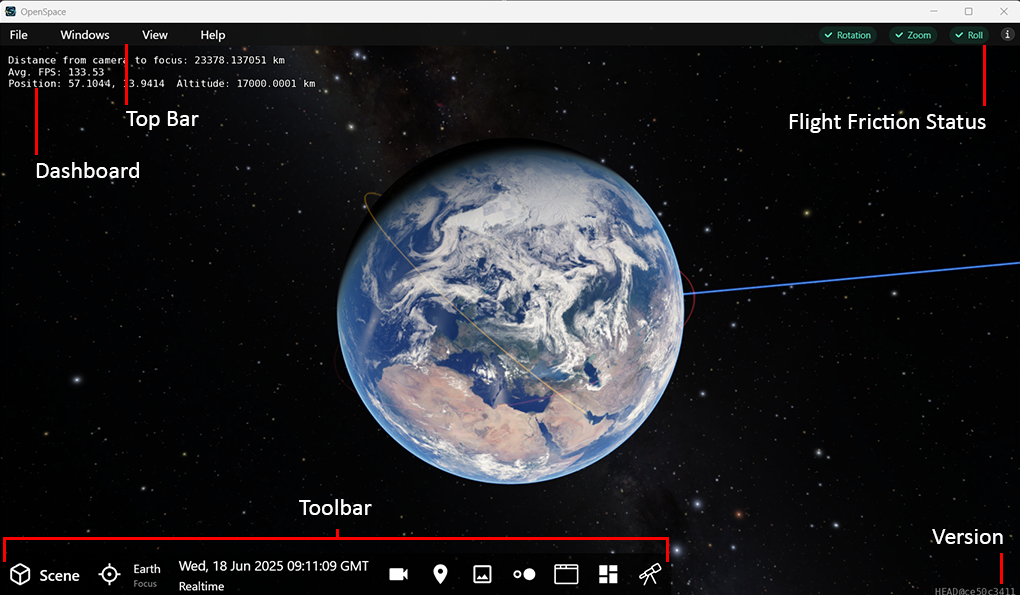 OpenSpace
File Windows View Help Rotation Zoom Roll i
Distance from camera to focus: 23378.137051 km
Avg. FPS: 133.53
Position: 57.1044, 3.9414 Altitude: 17000.0001 km
Top Bar
Flight Friction Status
Dashboard
Toolbar
Version
Scene
Earth
Focus
Wed, 18 Jun 2025 09:11:09 GMT
Realtime
HEAD@ce50c3411